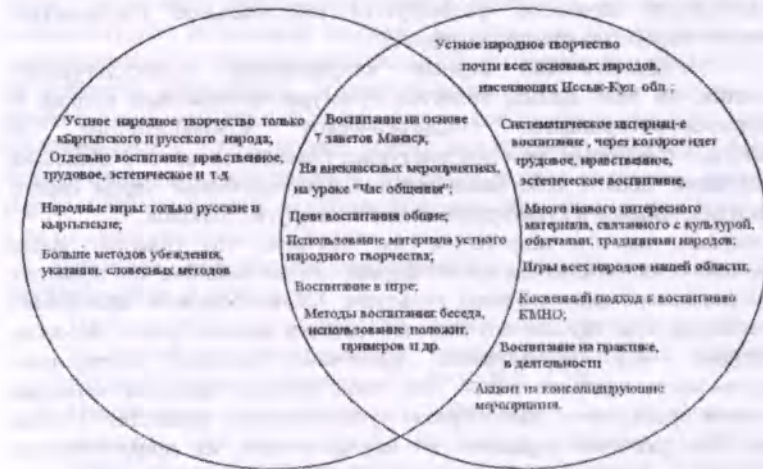 Устное народное творчество только
кыргызского и русского народа,
Отдельно воспитание нравственное,
трудовое, эстетическое и т.д.
Народные игры: только русские и
кыргызские;
Больше методов убеждения,
указания, словесных методов
Воспитание на основе
7 заветов Манаса,
На внеклассных мероприятиях,
на уроке "Час общения";
Цели воспитания общие;
Использование материала устного
народного творчества;
Воспитание в игре;
Методы воспитания: беседа,
использование положит.
примеров и др.
Устное народное творчество
почти всех основных народов,
населяющих Иссык-Кул. обл.;
Систематическое интернац-е
воспитание, через которое идет
трудовое, нравственное,
эстетическое воспитание,
Много нового интересного
материала, связанного с культурой,
обычаями, традициями народов;
Игры всех народов нашей области;
Косвенный подход к воспитанию
КМНО;
Воспитание на практике,
в деятельности
Акцент на консолидирующие
мероприятия.